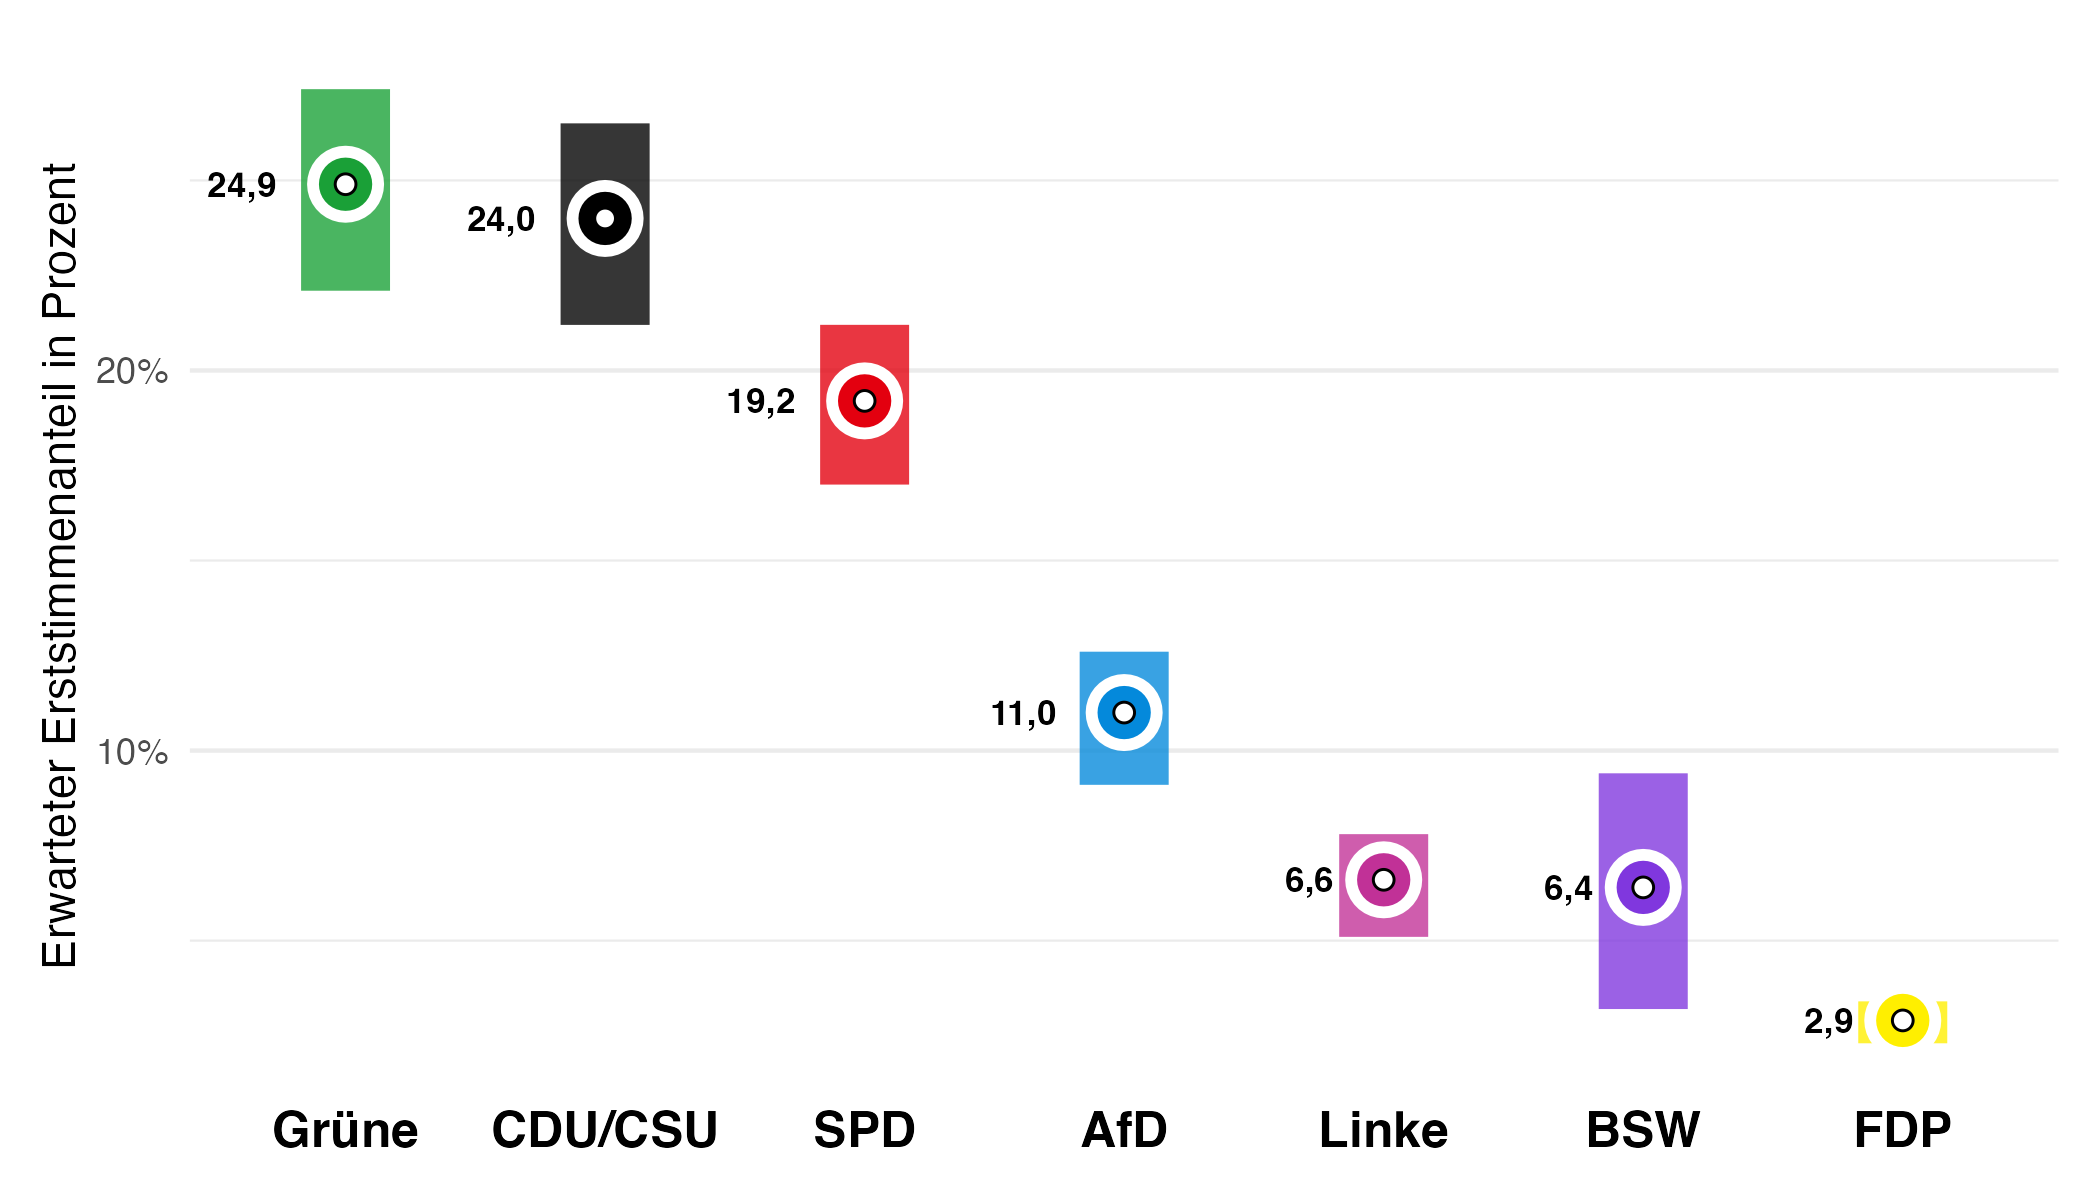 Erwarteter Erststimmenanteil in Prozent
20%
10%
24,9
24,0
19,2
11,0
6,6
6,4
2,9
Grüne
CDU/CSU
SPD
AfD
Linke
BSW
FDP